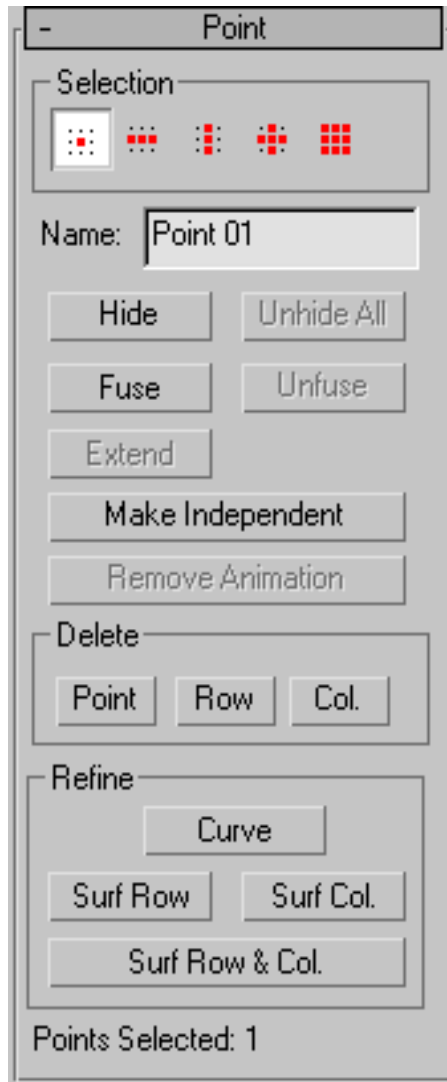 - Point
Selection
Name: Point 01
Hide Unhide All
Fuse Unfuse
Extend
Make Independent
Remove Animation
Delete
Point Row Col.
Refine
Curve
Surf Row Surf Col.
Surf Row & Col.
Points Selected: 1